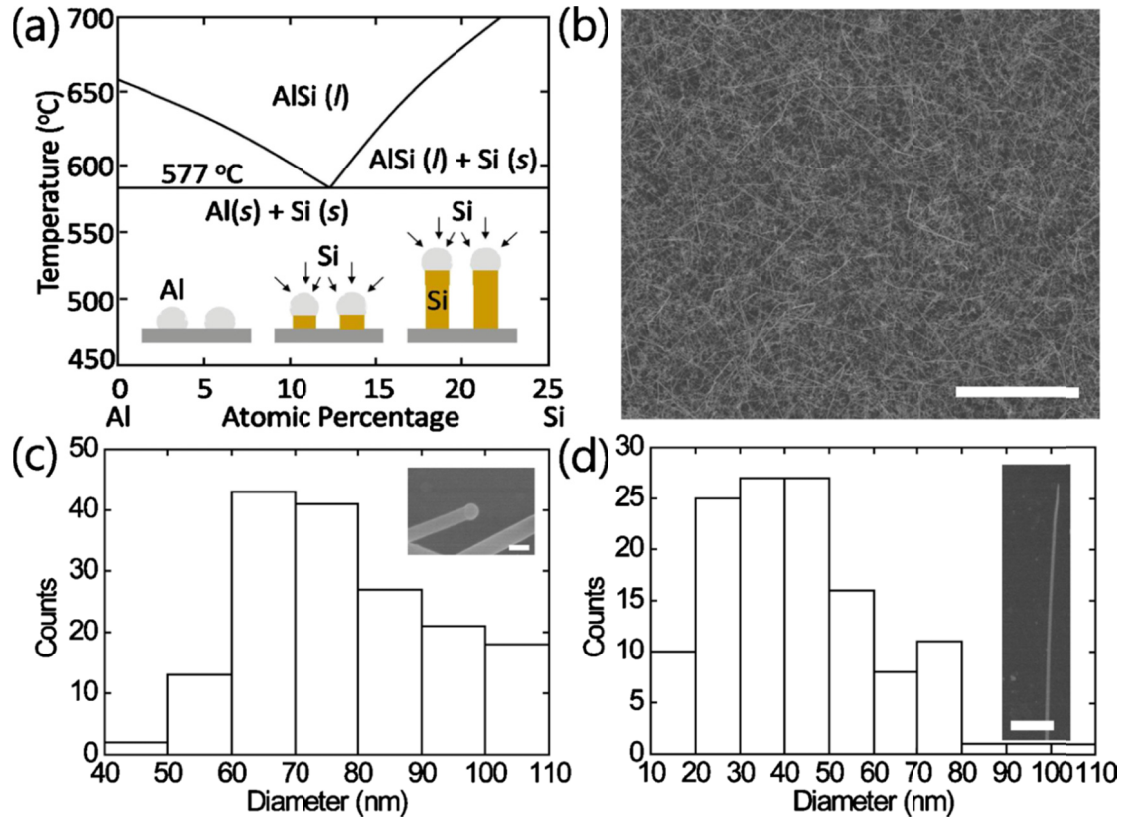 (a)
700
650
600
550
500
450
Temperature (°C)
AlSi (l)
AlSi (l) + Si (s)
577 °C
Al(s) + Si (s)
Al
Si
Si
Si
0 5 10 15 20 25
Al Atomic Percentage Si
(b)
(c)
50
40
30
20
10
0
Counts
40 50 60 70 80 90 100 110
Diameter (nm)
(d)
30
25
20
15
10
5
0
Counts
10 20 30 40 50 60 70 80 90 100 110
Diameter (nm)